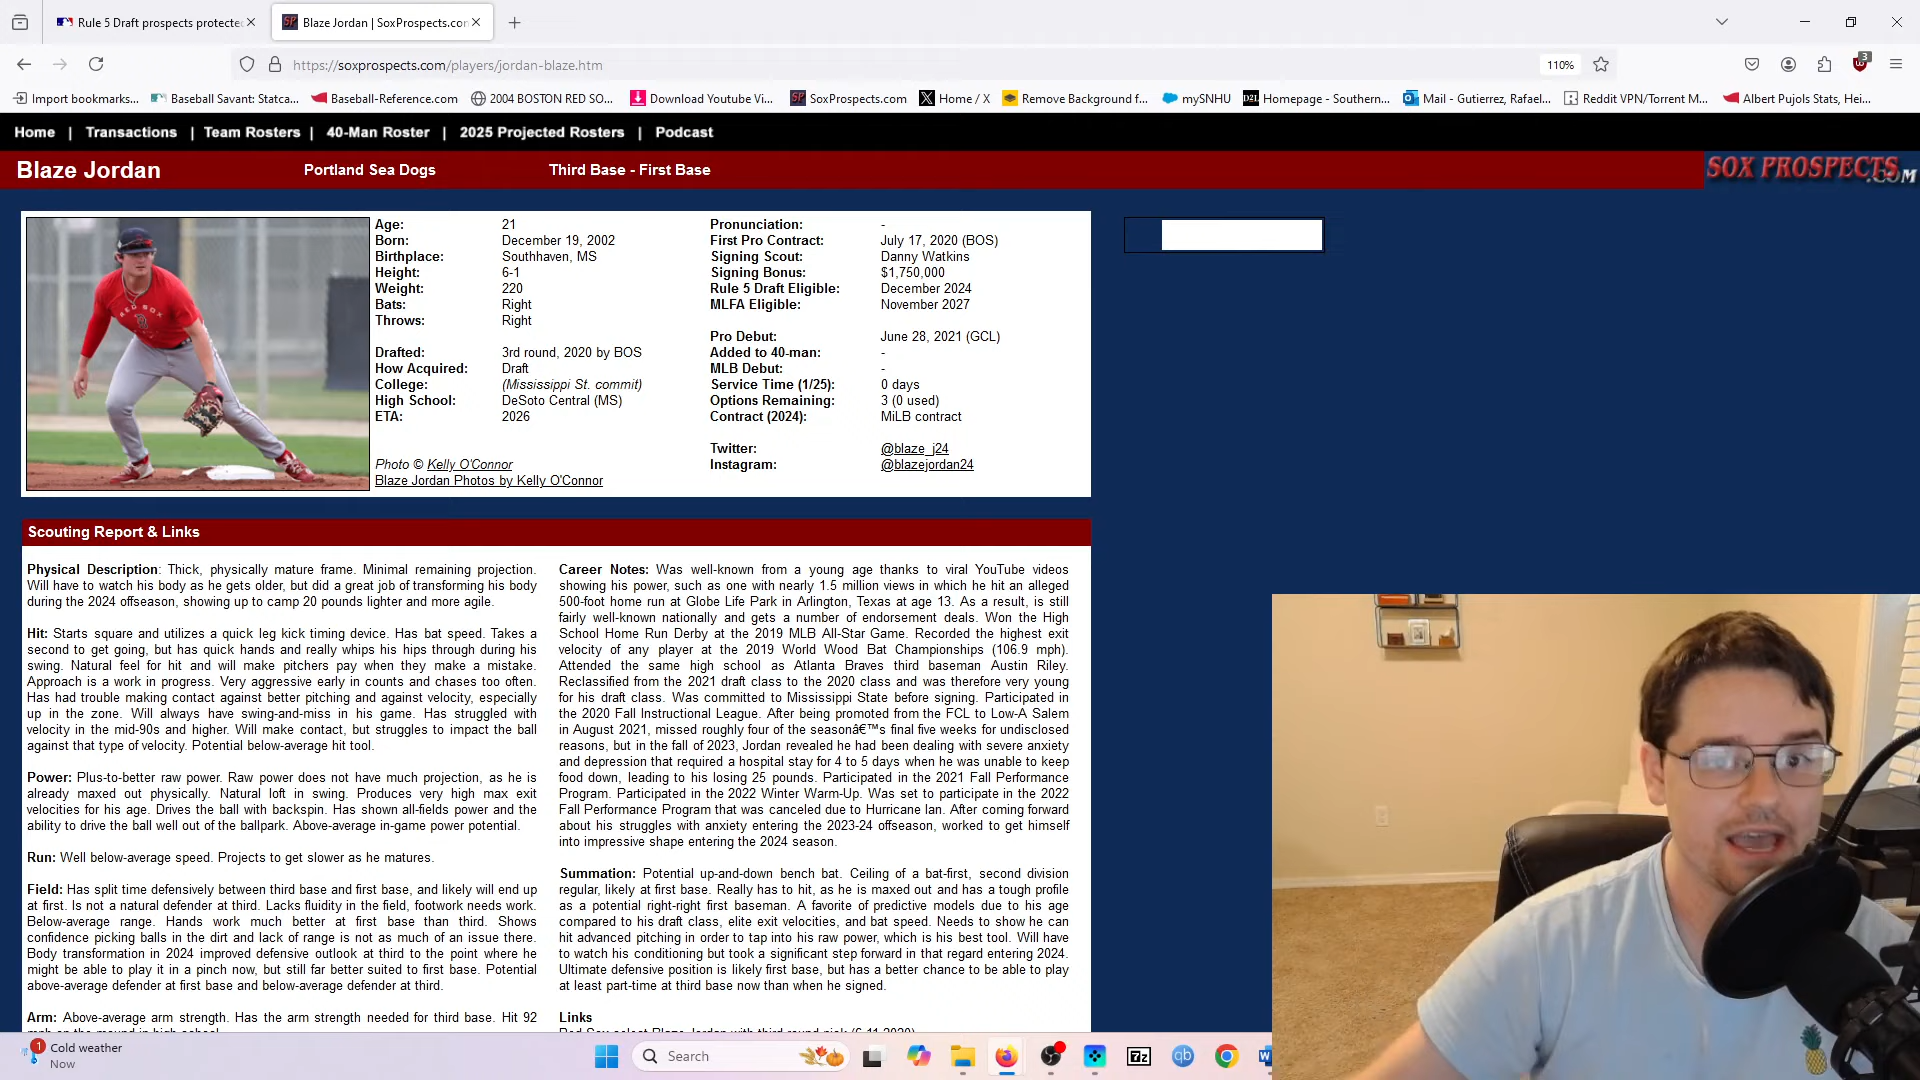 Rule 5 Draft prospects protecte
Blaze Jordan | SoxProspects.con
https://soxprospects.com/players/jordan-blaze.htm
110%
3
Import bookmarks...
Baseball Savant: Statca...
Baseball-Reference.com
2004 BOSTON RED SO...
Download Youtube Vi...
SoxProspects.com
Home / X
Remove Background f...
mySNHU
Homepage - Southern...
Mail - Gutierrez, Rafael...
Reddit VPN/Torrent M...
Albert Pujols Stats, Hei...
Home | Transactions | Team Rosters | 40-Man Roster | 2025 Projected Rosters | Podcast
Blaze Jordan
Portland Sea Dogs
Third Base - First Base
SOX PROSPECTS.COM
Age: 21
Born: December 19, 2002
Birthplace: Southhaven, MS
Height: 6-1
Weight: 220
Bats: Right
Throws: Right
Drafted: 3rd round, 2020 by BOS
How Acquired: Draft
College: (Mississippi St. commit)
High School: DeSoto Central (MS)
ETA: 2026
Photo © Kelly O'Connor
Blaze Jordan Photos by Kelly O'Connor
Pronunciation: -
First Pro Contract: July 17, 2020 (BOS)
Signing Scout: Danny Watkins
Signing Bonus: $1,750,000
Rule 5 Draft Eligible: December 2024
MLFA Eligible: November 2027
Pro Debut: June 28, 2021 (GCL)
Added to 40-man: -
MLB Debut: -
Service Time (1/25): 0 days
Options Remaining: 3 (0 used)
Contract (2024): MiLB contract
Twitter: @blaze_j24
Instagram: @blazejordan24
Scouting Report & Links
Physical Description: Thick, physically mature frame. Minimal remaining projection.
Will have to watch his body as he gets older, but did a great job of transforming his body
during the 2024 offseason, showing up to camp 20 pounds lighter and more agile.
Hit: Starts square and utilizes a quick leg kick timing device. Has bat speed. Takes a
second to get going, but has quick hands and really whips his hips through during his
swing. Natural feel for hit and will make pitchers pay when they make a mistake.
Approach is a work in progress. Very aggressive early in counts and chases too often.
Has had trouble making contact against better pitching and against velocity, especially
up in the zone. Will always have swing-and-miss in his game. Has struggled with
velocity in the mid-90s and higher. Will make contact, but struggles to impact the ball
against that type of velocity. Potential below-average hit tool.
Power: Plus-to-better raw power. Raw power does not have much projection, as he is
already maxed out physically. Natural loft in swing. Produces very high max exit
velocities for his age. Drives the ball with backspin. Has shown all-fields power and the
ability to drive the ball well out of the ballpark. Above-average in-game power potential.
Run: Well below-average speed. Projects to get slower as he matures.
Field: Has split time defensively between third base and first base, and likely will end up
at first. Is not a natural defender at third. Lacks fluidity in the field, footwork needs work.
Below-average range. Hands work much better at first base than third. Shows
confidence picking balls in the dirt and lack of range is not as much of an issue there.
Body transformation in 2024 improved defensive outlook at third to the point where he
might be able to play it in a pinch now, but still far better suited to first base. Potential
above-average defender at first base and below-average defender at third.
Arm: Above-average arm strength. Has the arm strength needed for third base. Hit 92
mph on the mound in high school.
Career Notes: Was well-known from a young age thanks to viral YouTube videos
showing his power, such as one with nearly 1.5 million views in which he hit an alleged
500-foot home run at Globe Life Park in Arlington, Texas at age 13. As a result, is still
fairly well-known nationally and gets a number of endorsement deals. Won the High
School Home Run Derby at the 2019 MLB All-Star Game. Recorded the highest exit
velocity of any player at the 2019 World Wood Bat Championships (106.9 mph).
Attended the same high school as Atlanta Braves third baseman Austin Riley.
Reclassified from the 2021 draft class to the 2020 class and was therefore very young
for his draft class. Was committed to Mississippi State before signing. Participated in
the 2020 Fall Instructional League. After being promoted from the FCL to Low-A Salem
in August 2021, missed roughly four of the seasonâ€™s final five weeks for undisclosed
reasons, but in the fall of 2023, Jordan revealed he had been dealing with severe anxiety
and depression that required a hospital stay for 4 to 5 days when he was unable to keep
food down, leading to his losing 25 pounds. Participated in the 2021 Fall Performance
Program. Participated in the 2022 Winter Warm-Up. Was set to participate in the 2022
Fall Performance Program that was canceled due to Hurricane Ian. After coming forward
about his struggles with anxiety entering the 2023-24 offseason, worked to get himself
into impressive shape entering the 2024 season.
Summation: Potential up-and-down bench bat. Ceiling of a bat-first, second division
regular, likely at first base. Really has to hit, as he is maxed out and has a tough profile
as a potential right-right first baseman. A favorite of predictive models due to his age
compared to his draft class, elite exit velocities, and bat speed. Needs to show he can
hit advanced pitching in order to tap into his raw power, which is his best tool. Will have
to watch his conditioning but took a significant step forward in that regard entering 2024.
Ultimate defensive position is likely first base, but has a better chance to be able to play
at least part-time at third base now than when he signed.
Links
Red Sox select Blaze Jordan with third round pick (6-11-2020)
1
Cold weather
Now
Search